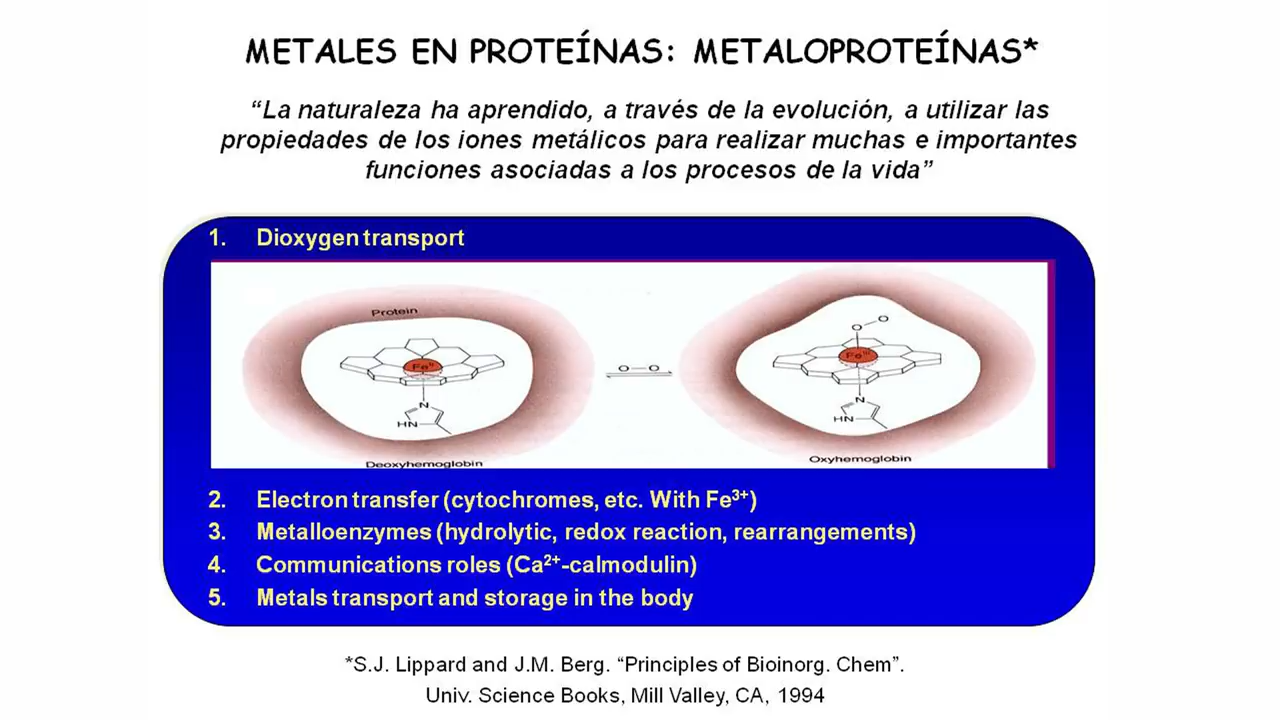 METALES EN PROTEÍNAS: METALOPROTEÍNAS*
“La naturaleza ha aprendido, a través de la evolución, a utilizar las
propiedades de los iones metálicos para realizar muchas e importantes
funciones asociadas a los procesos de la vida”
1. Dioxygen transport
Protein
O
O
Fe^II
O—O
Fe^III
N
HN
N
HN
Deoxyhemoglobin
Oxyhemoglobin
2. Electron transfer (cytochromes, etc. With Fe³⁺)
3. Metalloenzymes (hydrolytic, redox reaction, rearrangements)
4. Communications roles (Ca²⁺-calmodulin)
5. Metals transport and storage in the body
*S.J. Lippard and J.M. Berg. “Principles of Bioinorg. Chem”.
Univ. Science Books, Mill Valley, CA, 1994